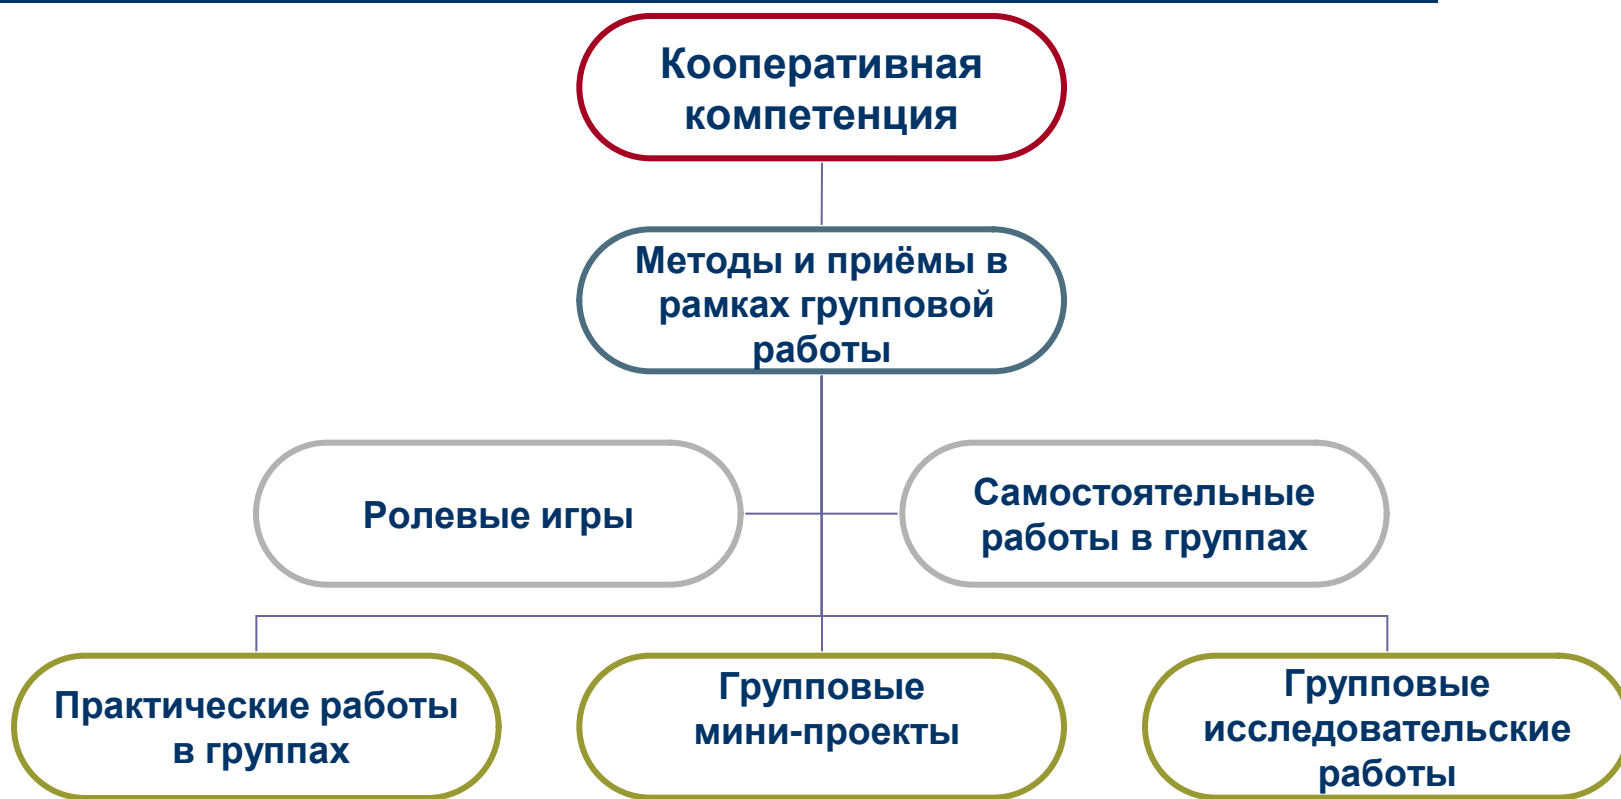 Кооперативная
компетенция
Методы и приёмы в
рамках групповой
работы
Ролевые игры
Самостоятельные
работы в группах
Практические работы
в группах
Групповые
мини-проекты
Групповые
исследовательские
работы